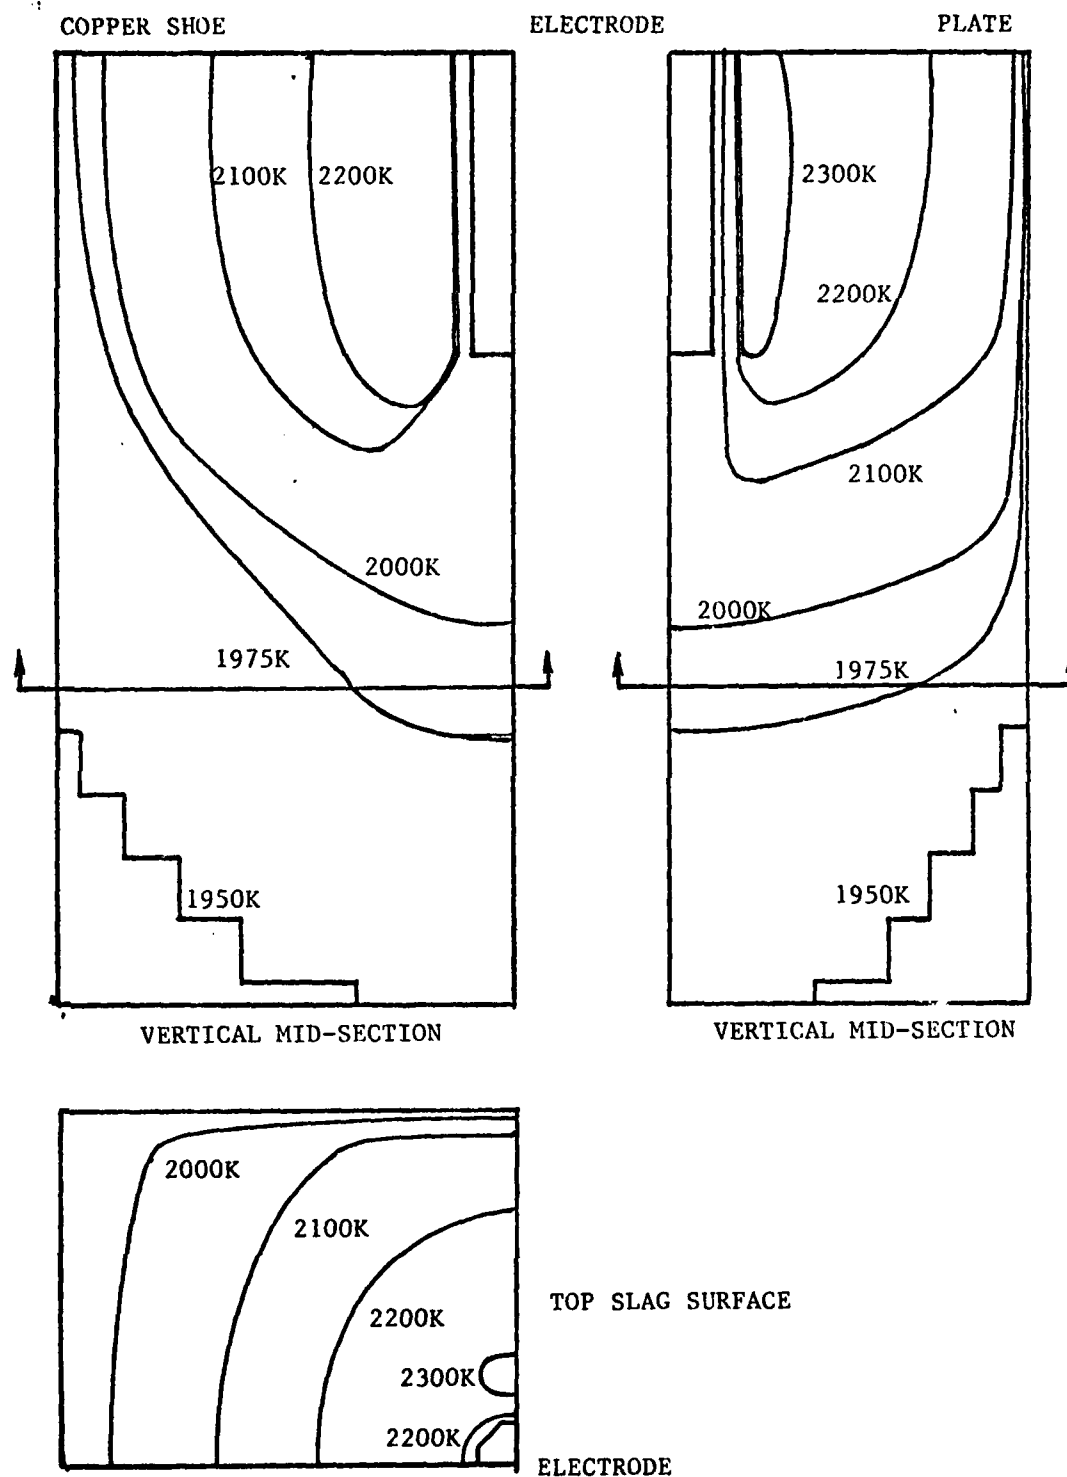 COPPER SHOE ELECTRODE PLATE
2100K 2200K 2300K
2200K
2100K
2000K
2000K
1975K
1975K
1950K
1950K
VERTICAL MID-SECTION VERTICAL MID-SECTION
2000K
2100K
TOP SLAG SURFACE
2200K
2300K
2200K
ELECTRODE